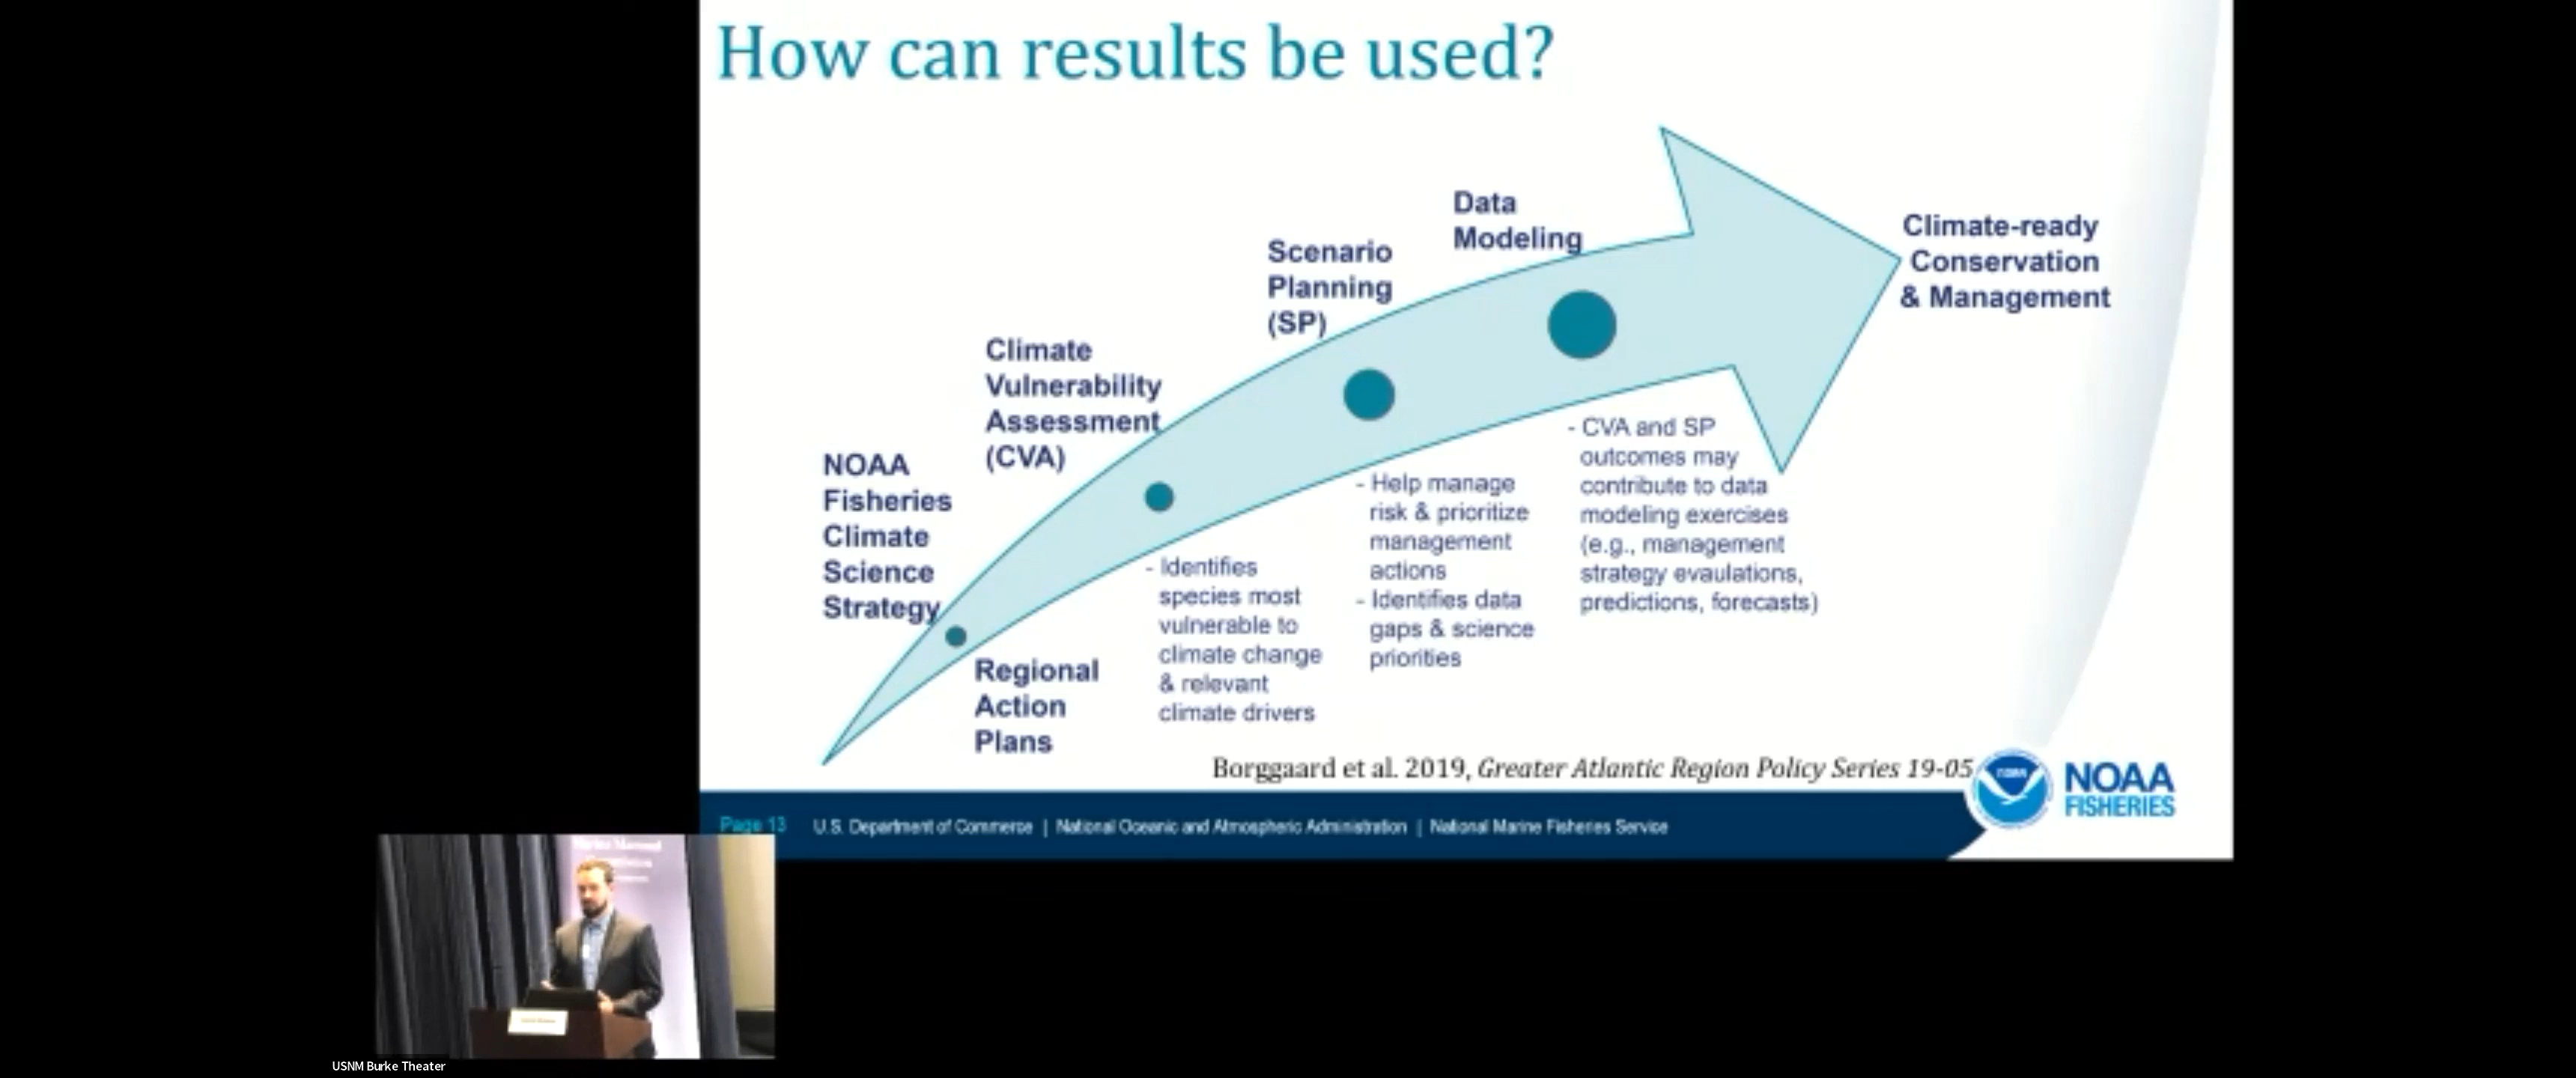 How can results be used?
Data
Modeling
Climate-ready
Conservation
& Management
Scenario
Planning
(SP)
Climate
Vulnerability
Assessment
(CVA)
NOAA
Fisheries
Climate
Science
Strategy
Regional
Action
Plans
- Identifies
species most
vulnerable to
climate change
& relevant
climate drivers
- Help manage
risk & prioritize
management
actions
- Identifies data
gaps & science
priorities
- CVA and SP
outcomes may
contribute to data
modeling exercises
(e.g., management
strategy evaulations,
predictions, forecasts)
Borggaard et al. 2019, Greater Atlantic Region Policy Series 19-05
NOAA
FISHERIES
Page 13 U.S. Department of Commerce | National Oceanic and Atmospheric Administration | National Marine Fisheries Service
USNM Burke Theater